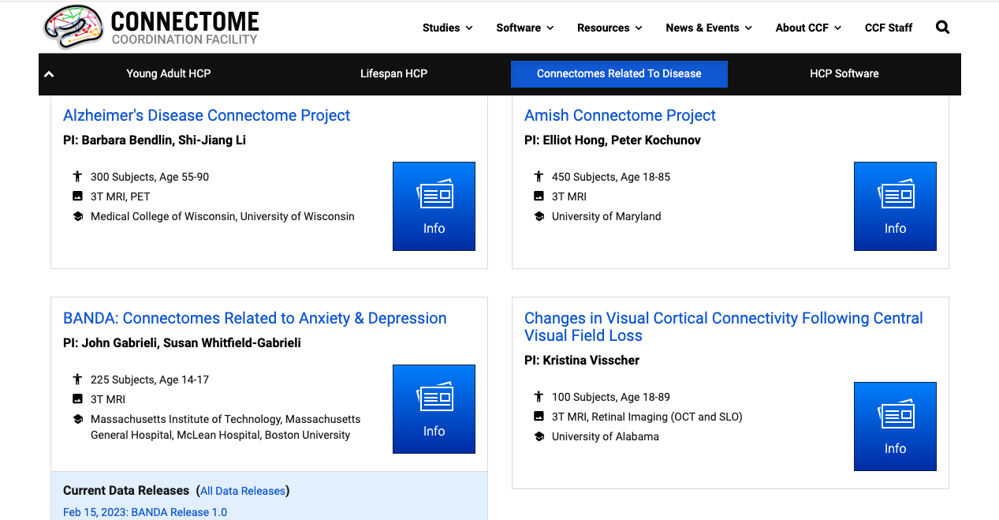 CONNECTOME
COORDINATION FACILITY
Studies
Software
Resources
News & Events
About CCF
CCF Staff
Young Adult HCP
Lifespan HCP
Connectomes Related To Disease
HCP Software
Alzheimer's Disease Connectome Project
PI: Barbara Bendlin, Shi-Jiang Li
300 Subjects, Age 55-90
3T MRI, PET
Medical College of Wisconsin, University of Wisconsin
Info
Amish Connectome Project
PI: Elliot Hong, Peter Kochunov
450 Subjects, Age 18-85
3T MRI
University of Maryland
Info
BANDA: Connectomes Related to Anxiety & Depression
PI: John Gabrieli, Susan Whitfield-Gabrieli
225 Subjects, Age 14-17
3T MRI
Massachusetts Institute of Technology, Massachusetts
General Hospital, McLean Hospital, Boston University
Info
Current Data Releases (All Data Releases)
Feb 15, 2023: BANDA Release 1.0
Changes in Visual Cortical Connectivity Following Central
Visual Field Loss
PI: Kristina Visscher
100 Subjects, Age 18-89
3T MRI, Retinal Imaging (OCT and SLO)
University of Alabama
Info